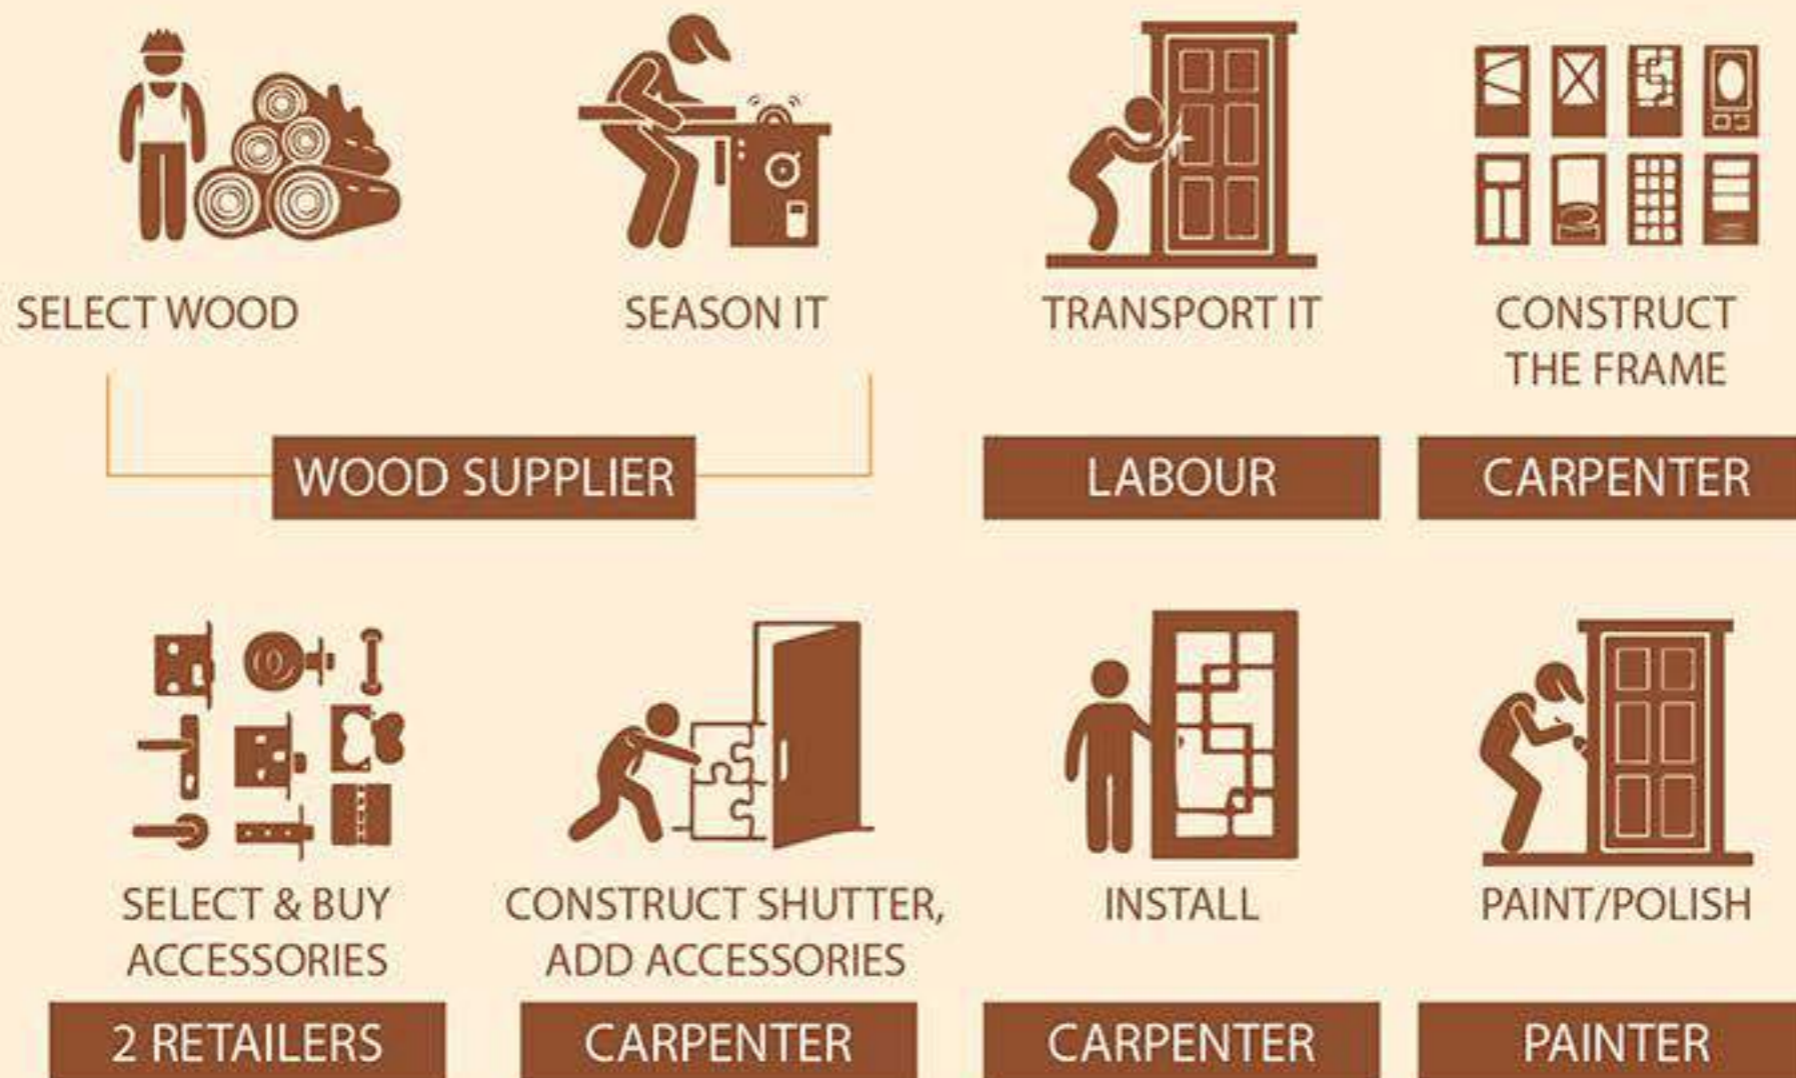 SELECT WOOD
SEASON IT
TRANSPORT IT
CONSTRUCT
THE FRAME
WOOD SUPPLIER
LABOUR
CARPENTER
SELECT & BUY
ACCESSORIES
CONSTRUCT SHUTTER,
ADD ACCESSORIES
INSTALL
PAINT/POLISH
2 RETAILERS
CARPENTER
CARPENTER
PAINTER